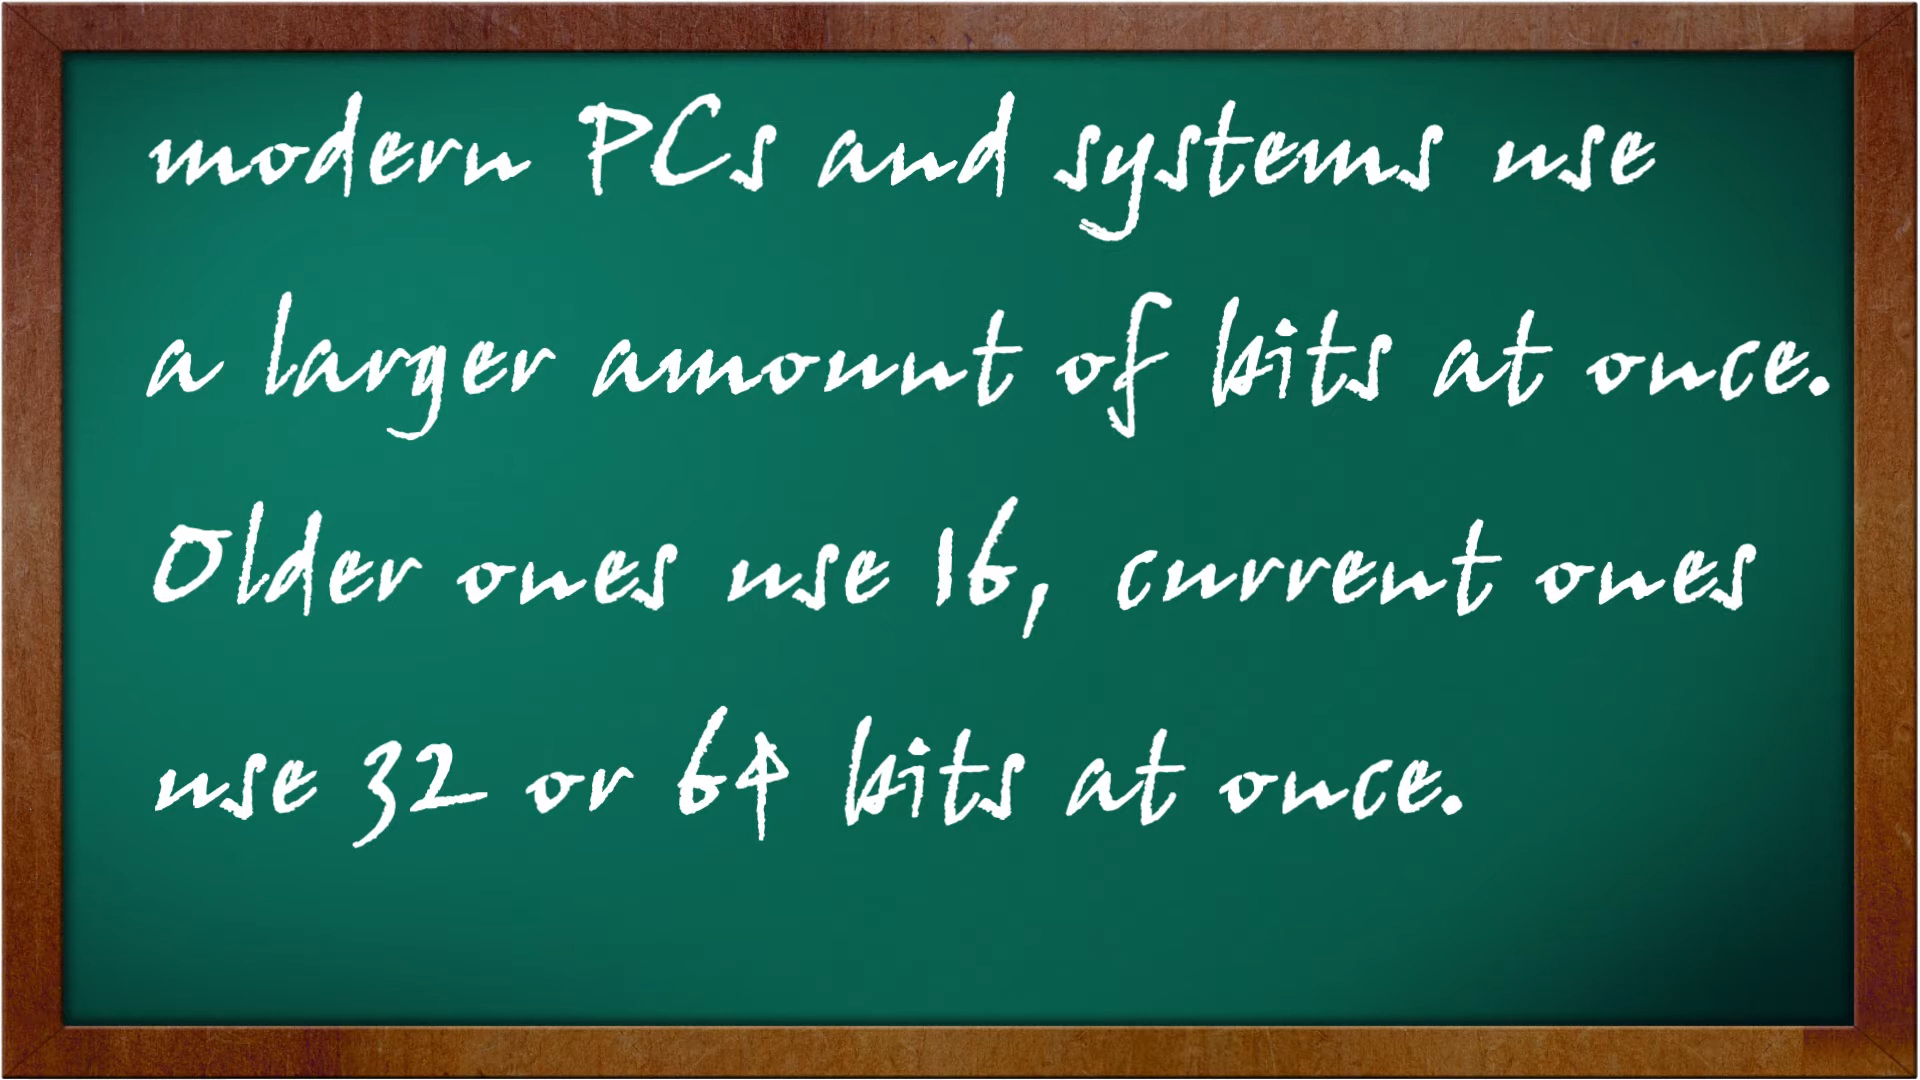 modern PCs and systems use
a larger amount of bits at once.
Older ones use 16, current ones
use 32 or 64 bits at once.